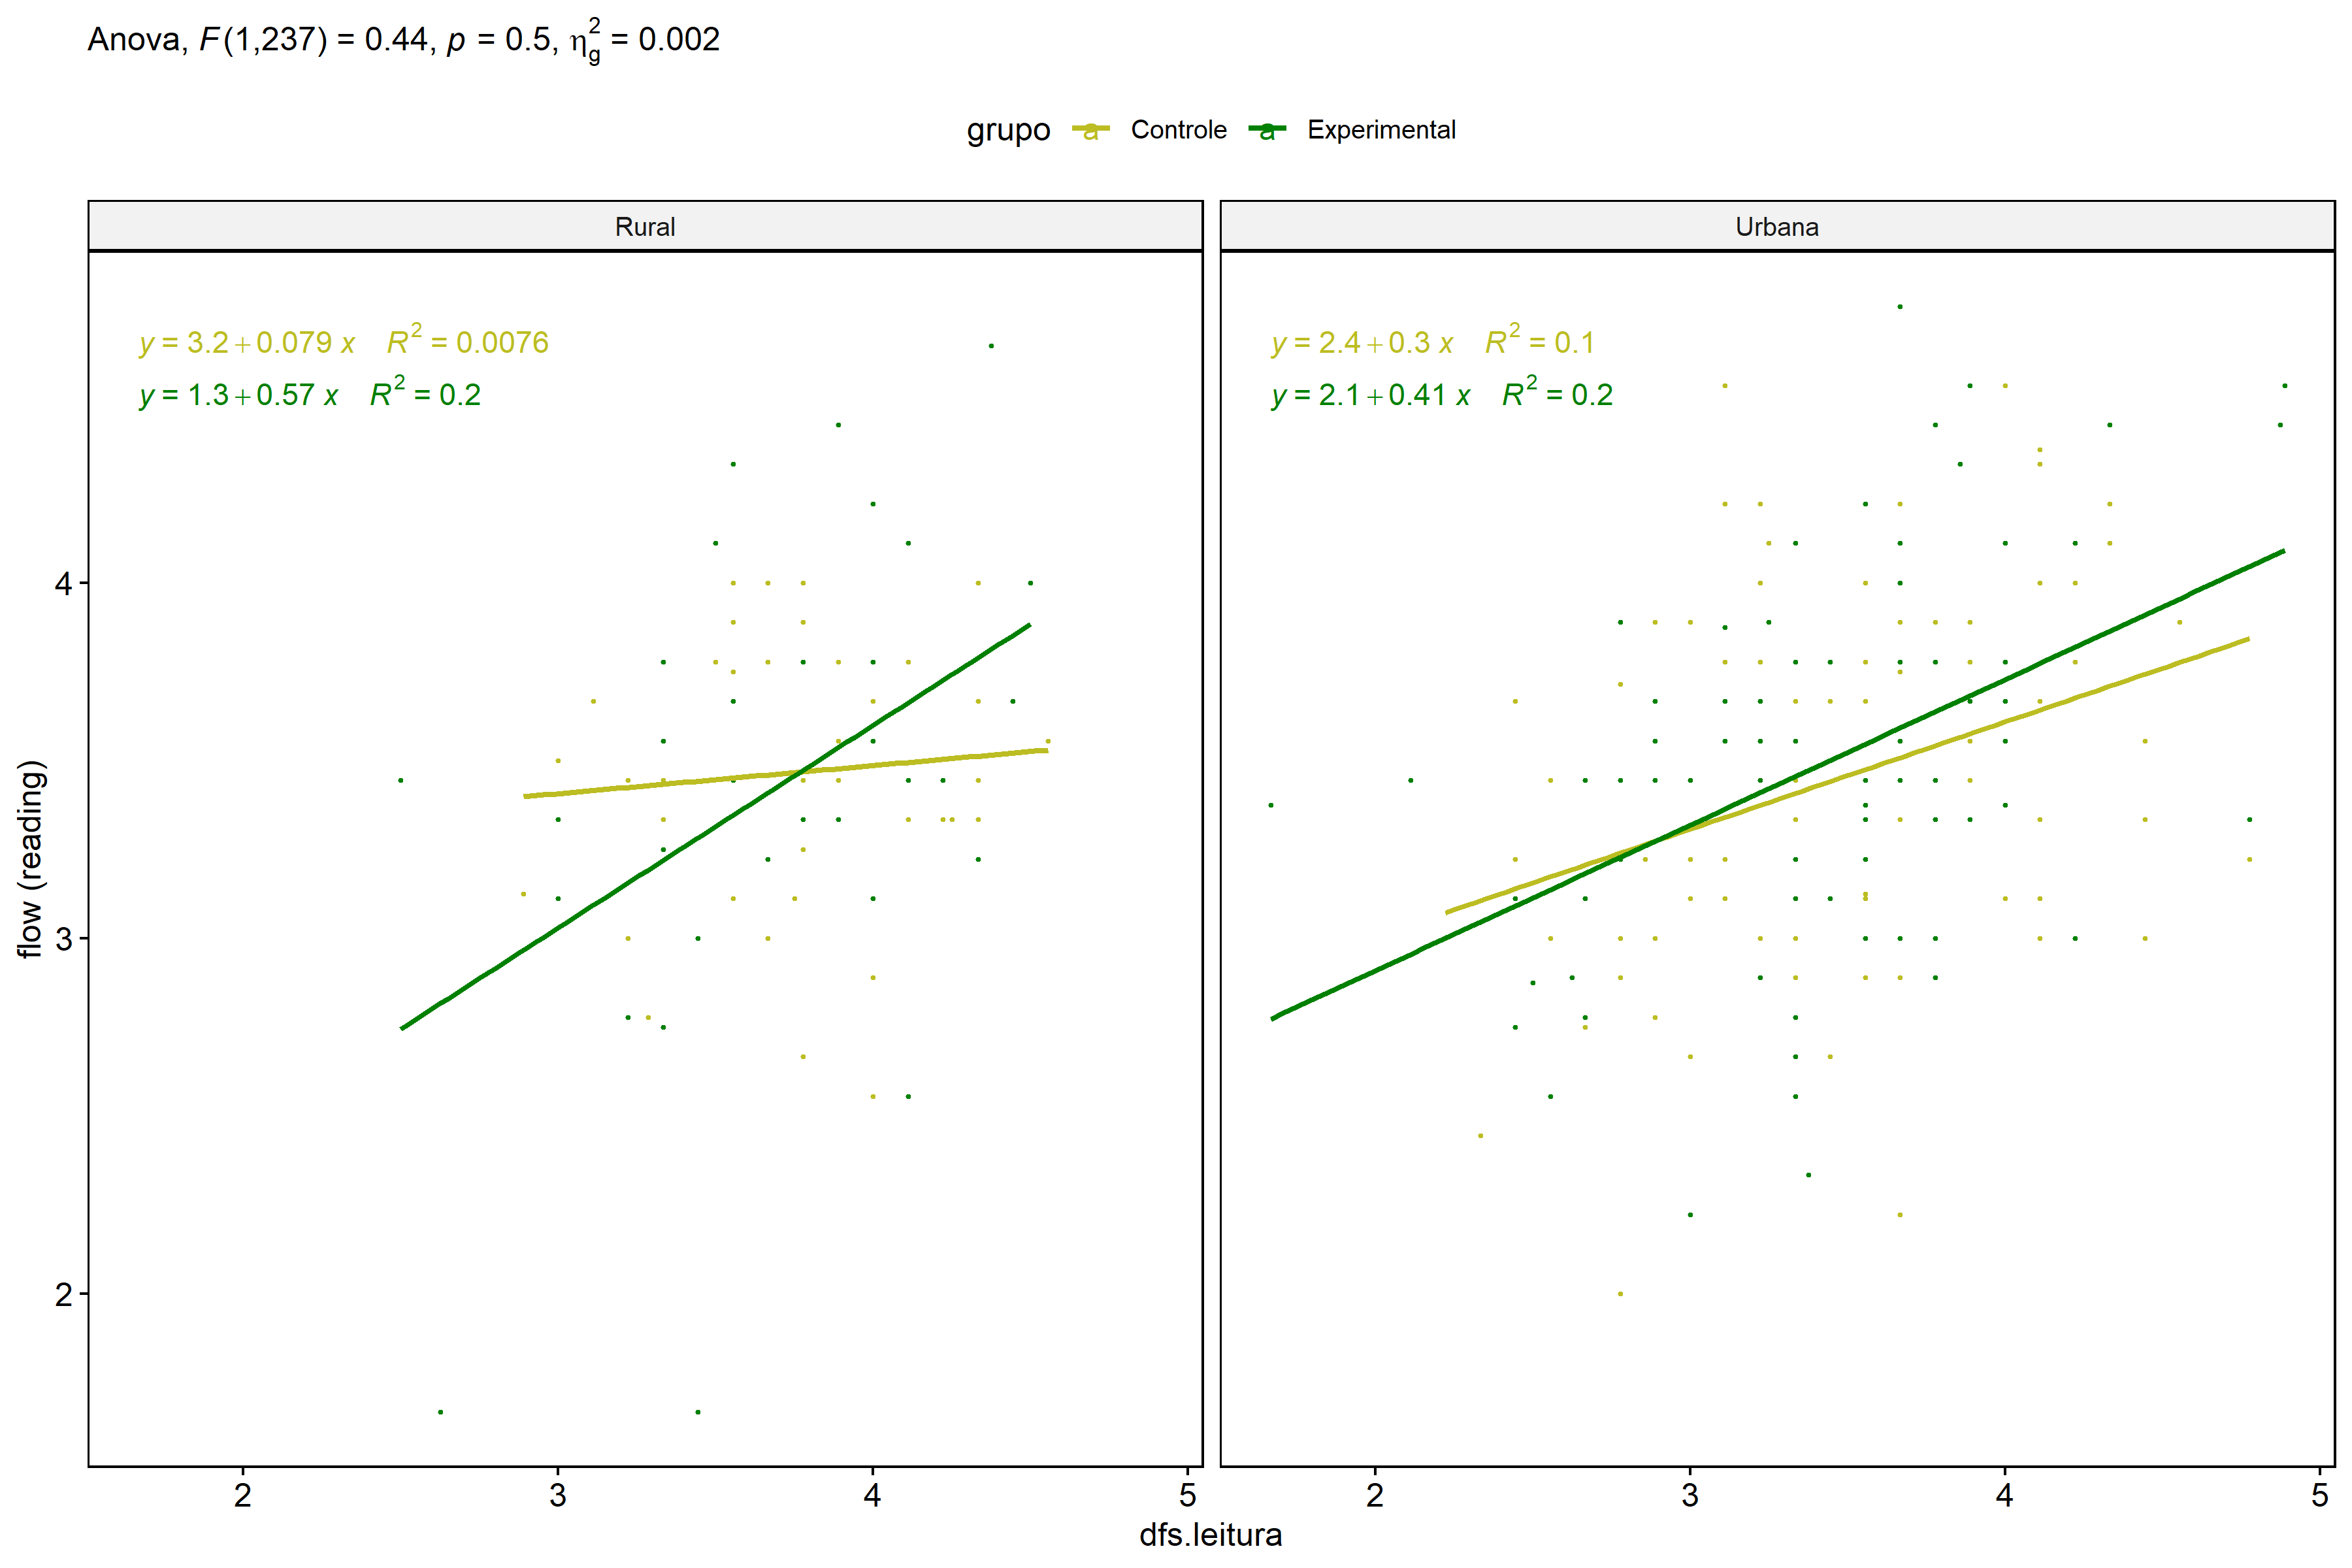 Anova, F(1,237) = 0.44, p = 0.5, η²g = 0.002
grupo a Controle a Experimental
Rural
Urbana
y = 3.2 + 0.079 x R² = 0.0076
y = 1.3 + 0.57 x R² = 0.2
y = 2.4 + 0.3 x R² = 0.1
y = 2.1 + 0.41 x R² = 0.2
flow (reading)
4
3
2
2 3 4 5
2 3 4 5
dfs.leitura